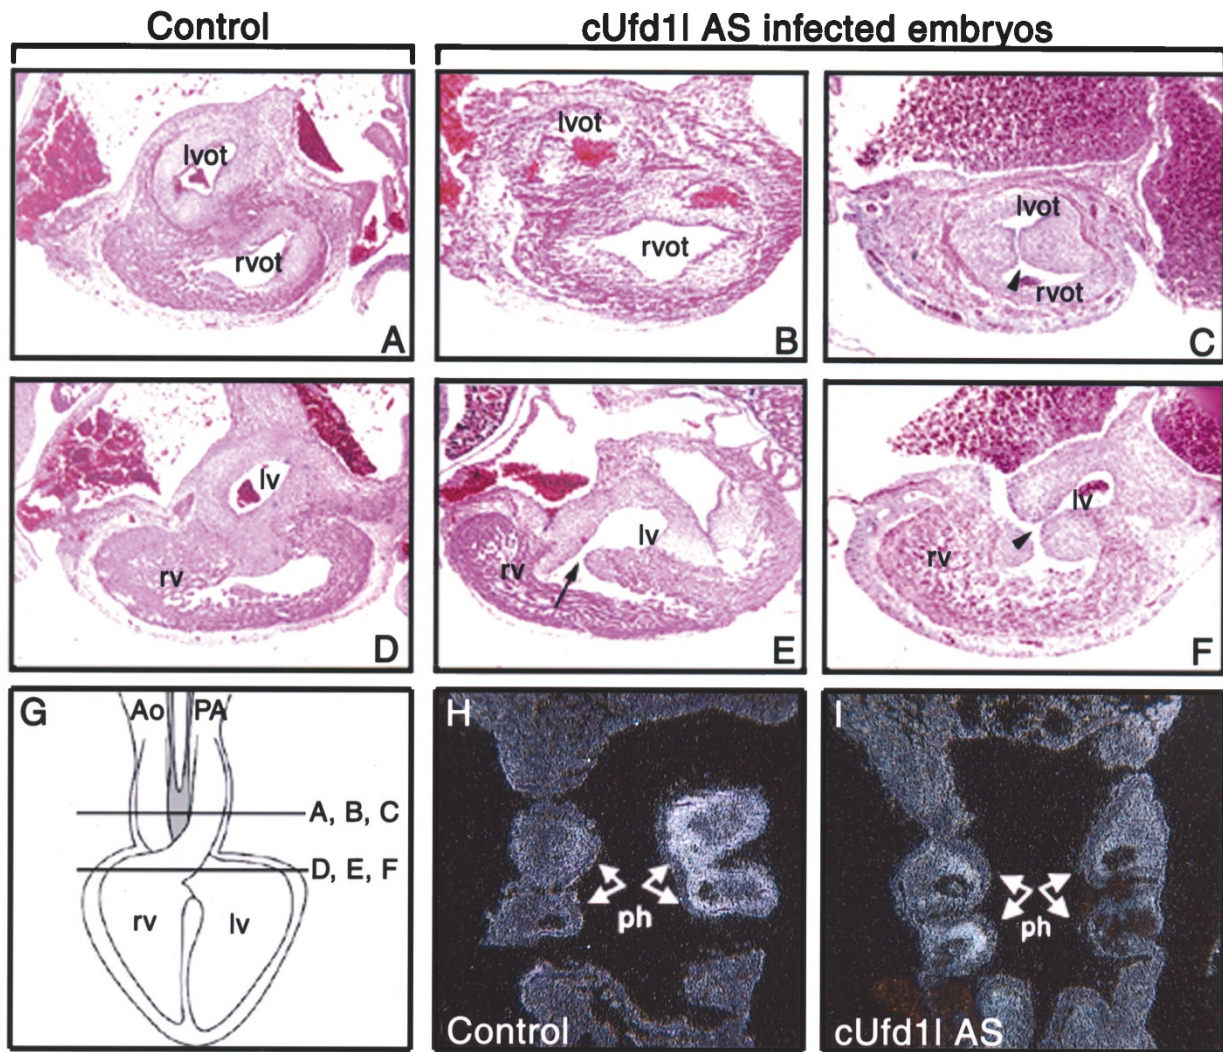 Control
cUfd1l AS infected embryos
lvot
rvot
A
lvot
rvot
B
lvot
rvot
C
lv
rv
D
lv
rv
E
lv
rv
F
G
Ao PA
A, B, C
D, E, F
rv lv
H
ph
Control
I
ph
cUfd1l AS